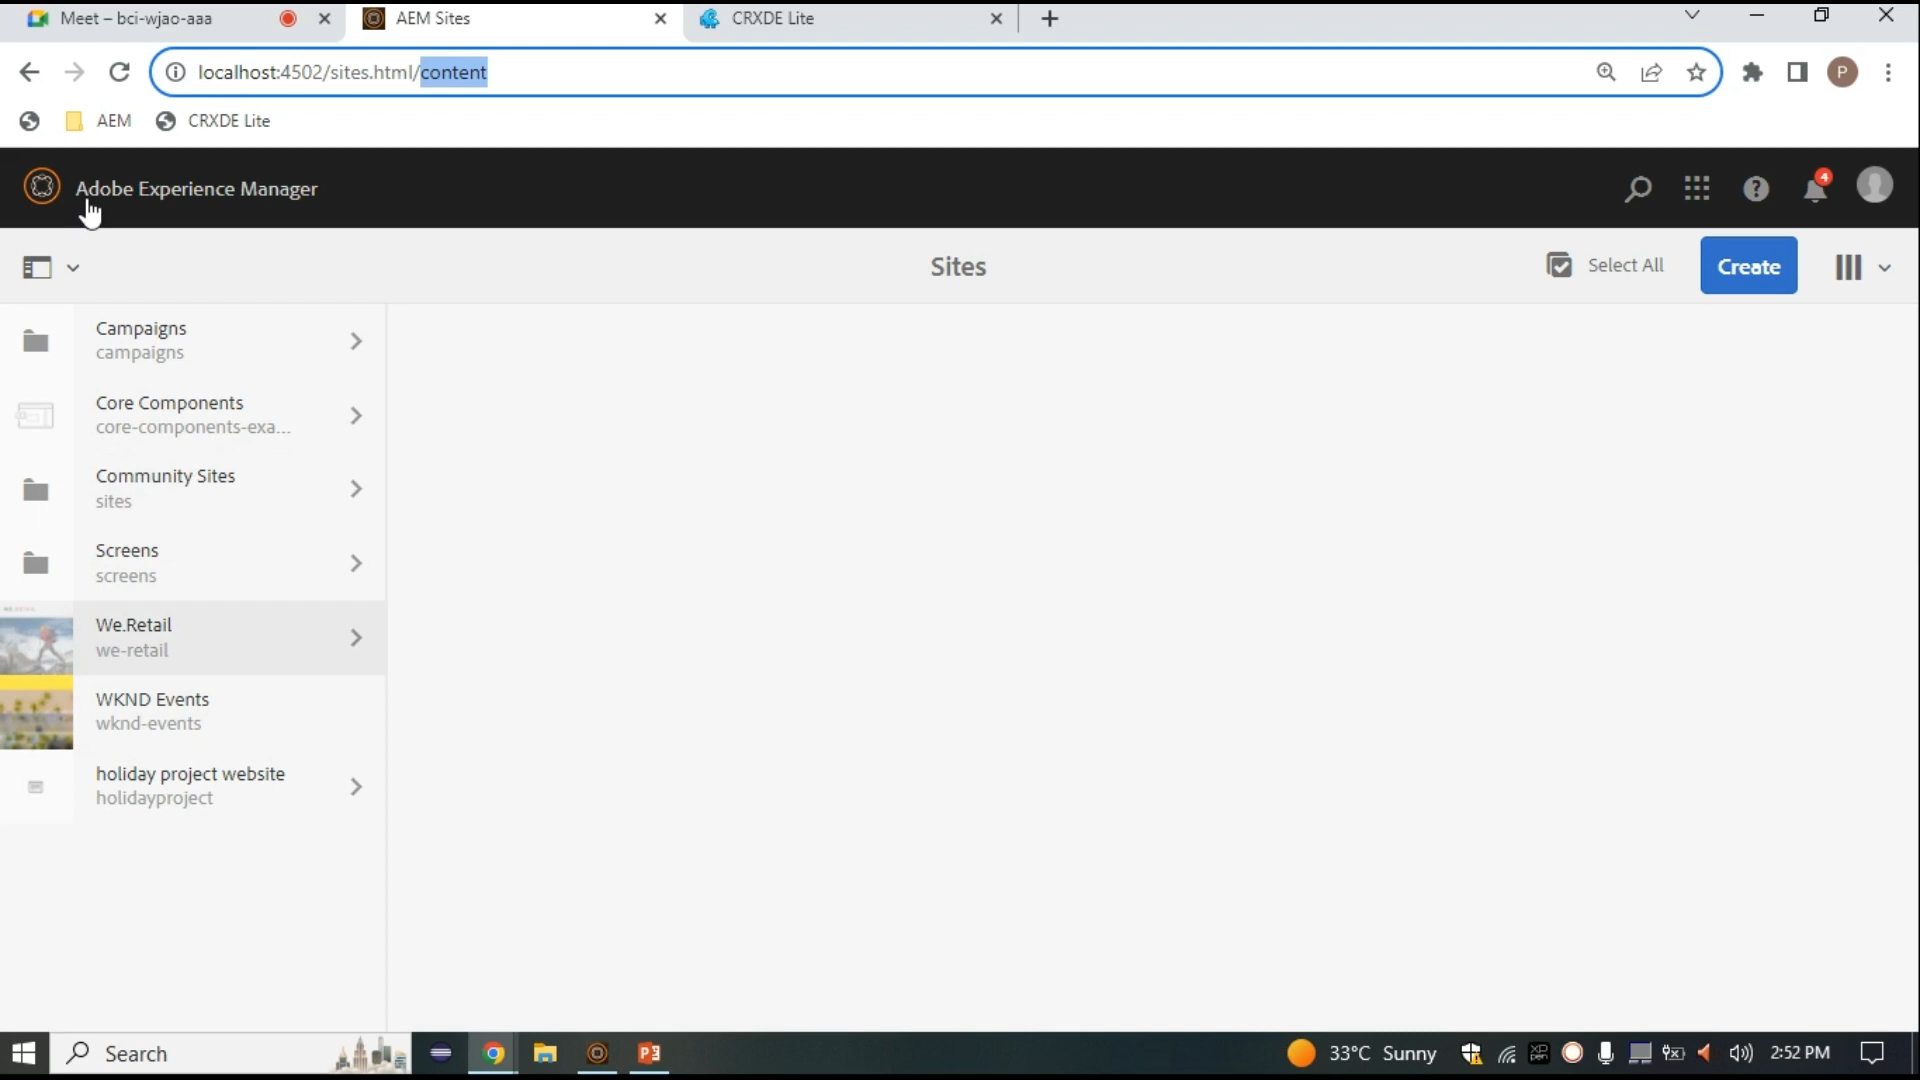 Meet – bci-wjao-aaa
AEM Sites
CRXDE Lite
localhost:4502/sites.html/content
P
AEM
CRXDE Lite
Adobe Experience Manager
4
Sites
Select All
Create
Campaigns
campaigns
Core Components
core-components-exa...
Community Sites
sites
Screens
screens
We.Retail
we-retail
WKND Events
wknd-events
holiday project website
holidayproject
Search
33°C Sunny
2:52 PM